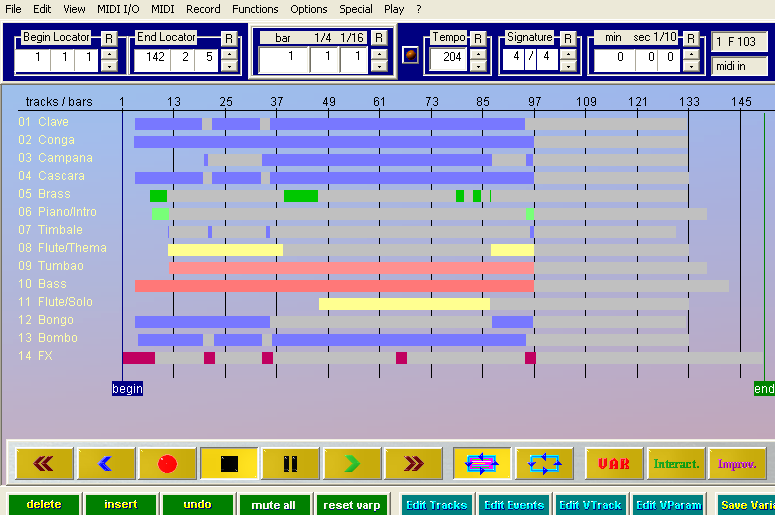 File Edit View MIDI I/O MIDI Record Functions Options Special Play ?
Begin Locator R End Locator R bar 1/4 1/16 R Tempo R Signature R min sec 1/10 R 1 F 103
1 1 1 142 2 5 1 1 1 204 4 / 4 0 0 0 midi in
tracks / bars 1 13 25 37 49 61 73 85 97 109 121 133 145
01 Clave
02 Conga
03 Campana
04 Cascara
05 Brass
06 Piano/Intro
07 Timbale
08 Flute/Thema
09 Tumbao
10 Bass
11 Flute/Solo
12 Bongo
13 Bombo
14 FX
begin end
VAR Interact. Improv.
delete insert undo mute all reset varp Edit Tracks Edit Events Edit VTrack Edit VParam Save Varia